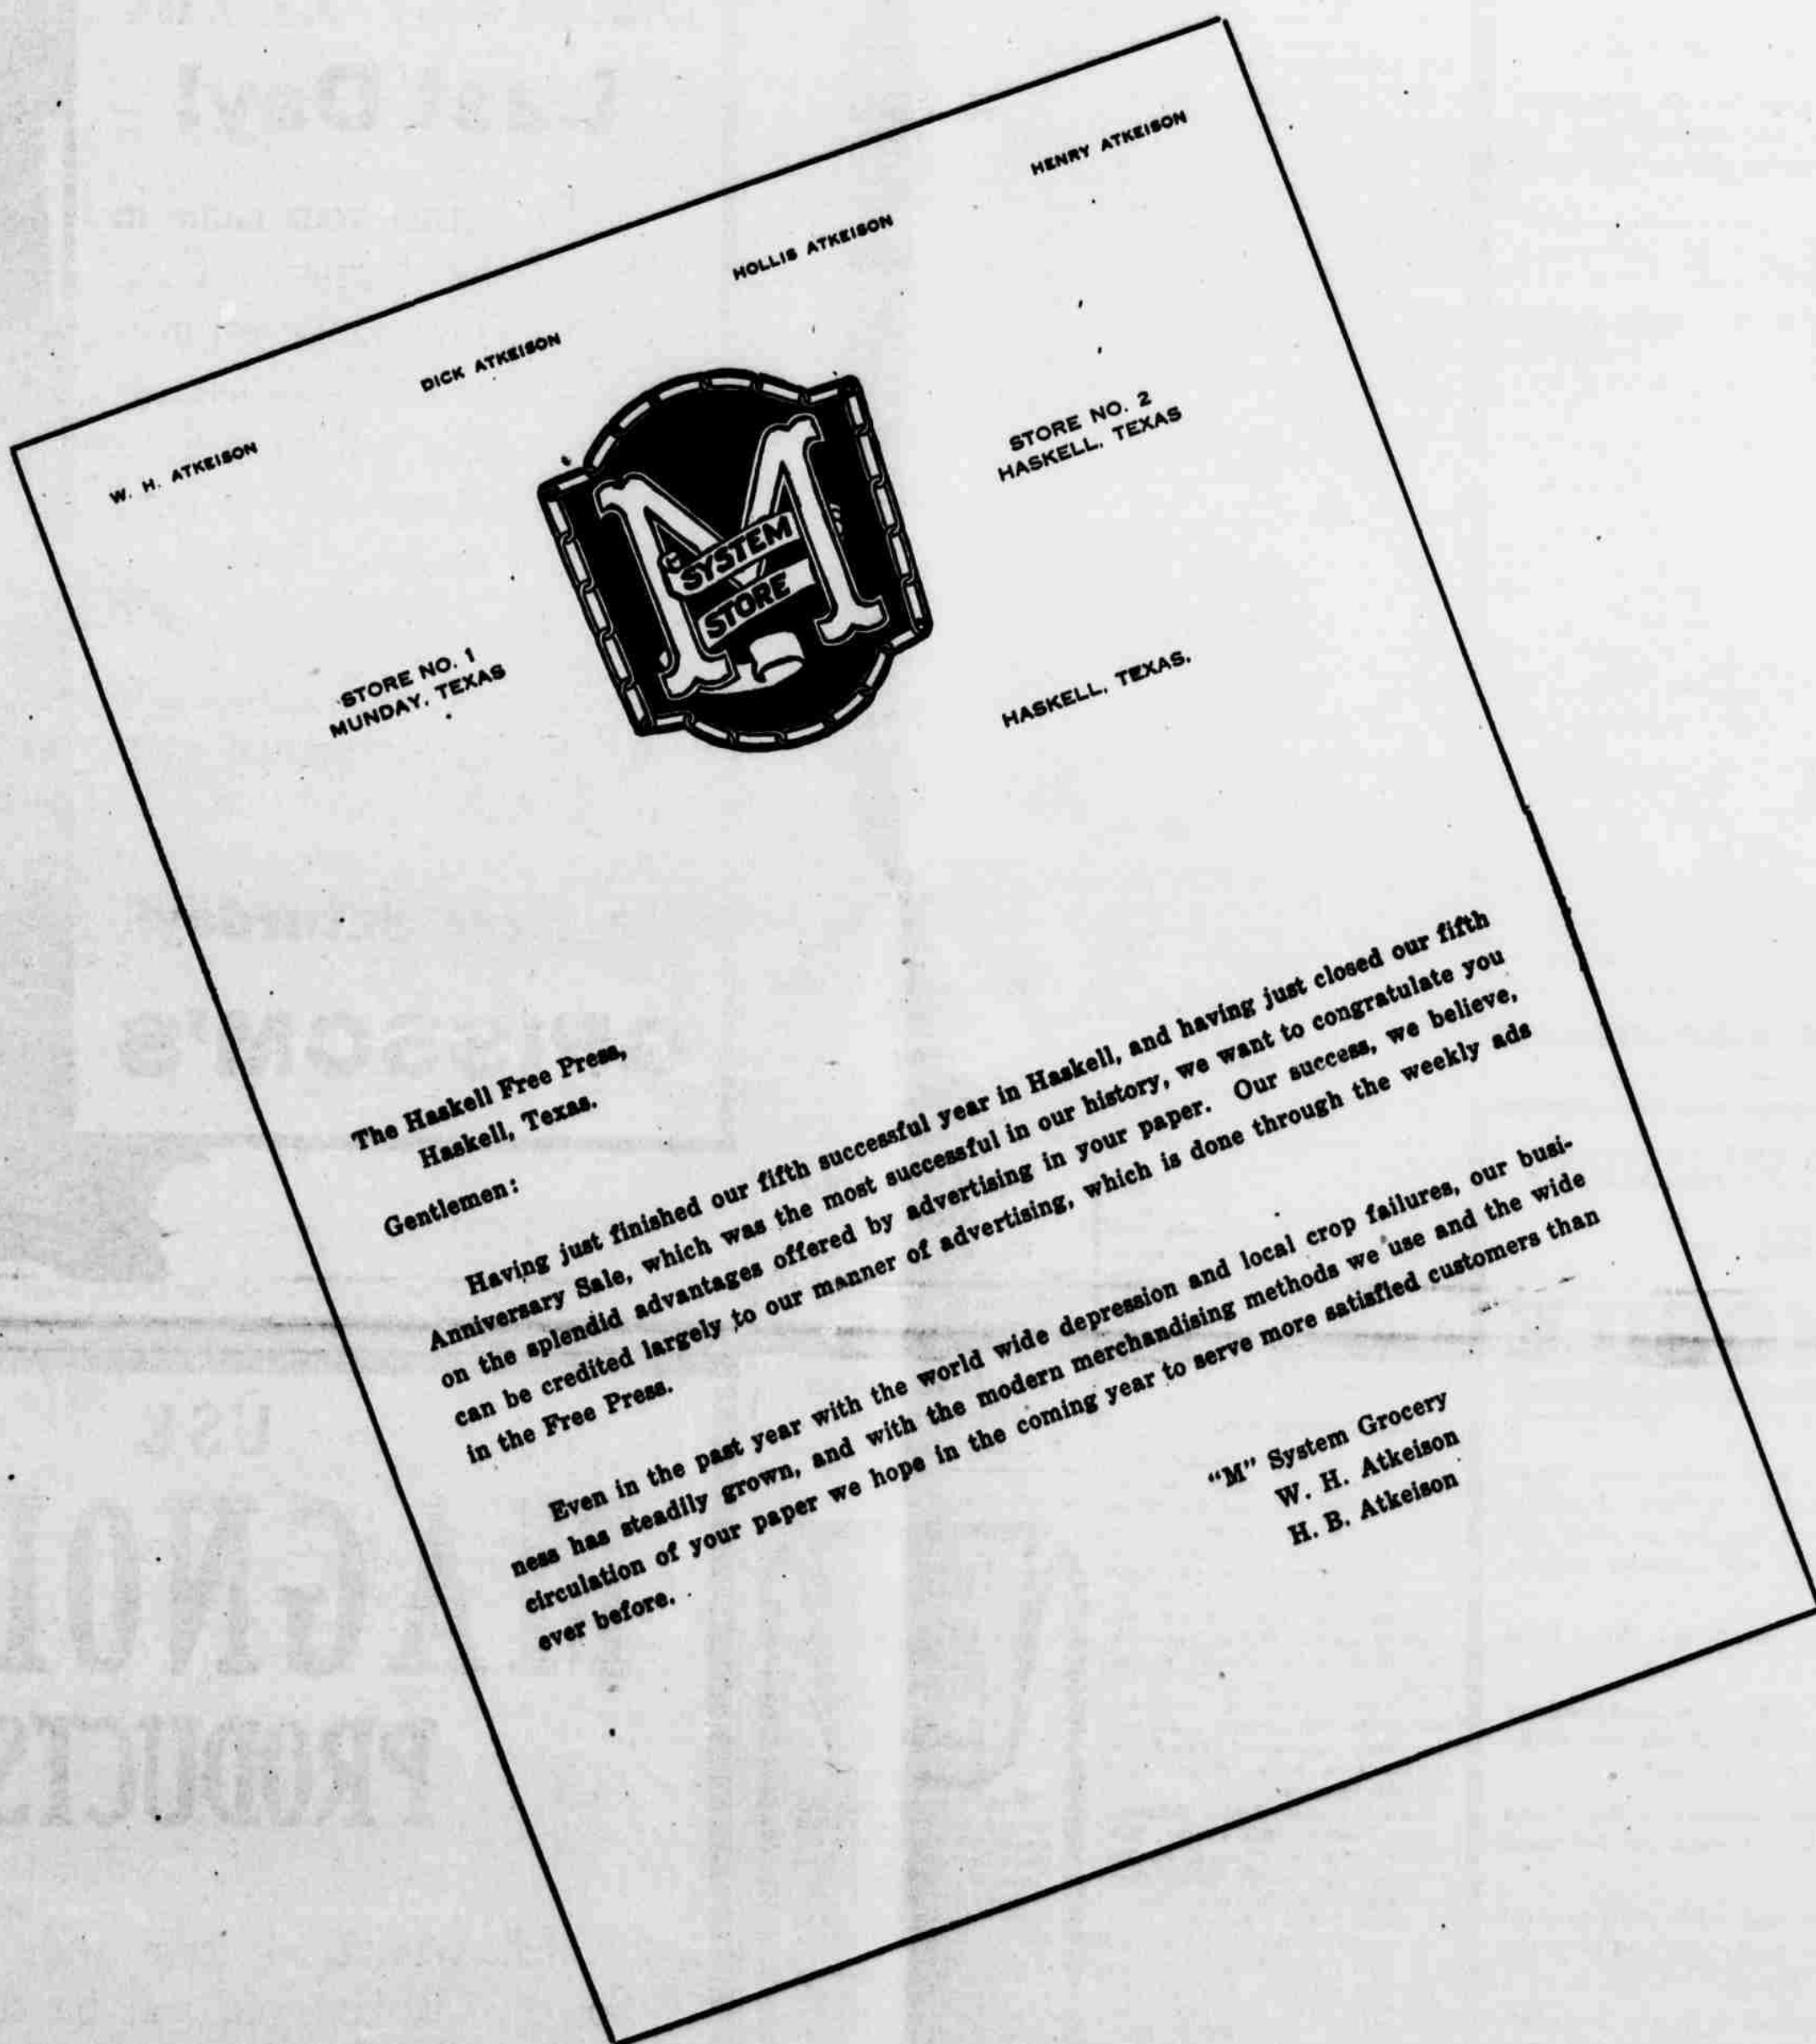 W. H. ATKEISON
DICK ATKEISON
HOLLIS ATKEISON
HENRY ATKEISON
STORE NO. 1
MUNDAY, TEXAS
M
SYSTEM
STORE
STORE NO. 2
HASKELL, TEXAS
HASKELL, TEXAS.
The Haskell Free Press,
Haskell, Texas.
Gentlemen:
Having just finished our fifth successful year in Haskell, and having just closed our fifth
Anniversary Sale, which was the most successful in our history, we want to congratulate you
on the splendid advantages offered by advertising in your paper. Our success, we believe,
can be credited largely to our manner of advertising, which is done through the weekly ads
in the Free Press.
Even in the past year with the world wide depression and local crop failures, our busi-
ness has steadily grown, and with the modern merchandising methods we use and the wide
circulation of your paper we hope in the coming year to serve more satisfied customers than
ever before.
"M" System Grocery
W. H. Atkeison
H. B. Atkeison